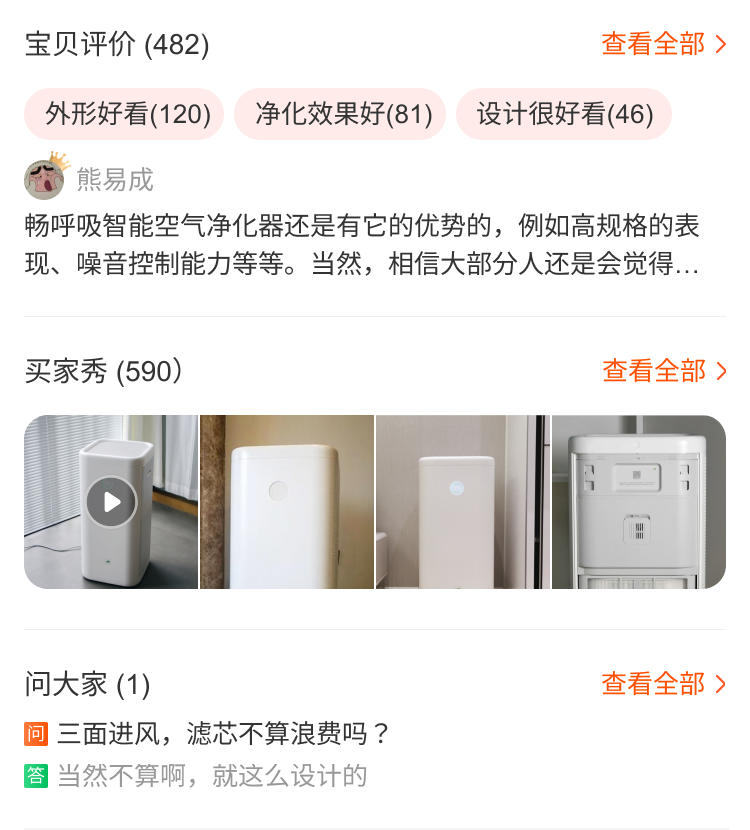 宝贝评价 (482)
查看全部
外形好看(120)
净化效果好(81)
设计很好看(46)
熊易成
畅呼吸智能空气净化器还是有它的优势的，例如高规格的表
现、噪音控制能力等等。当然，相信大部分人还是会觉得…
买家秀 (590）
查看全部
问大家 (1)
查看全部
问 三面进风，滤芯不算浪费吗？
答 当然不算啊，就这么设计的